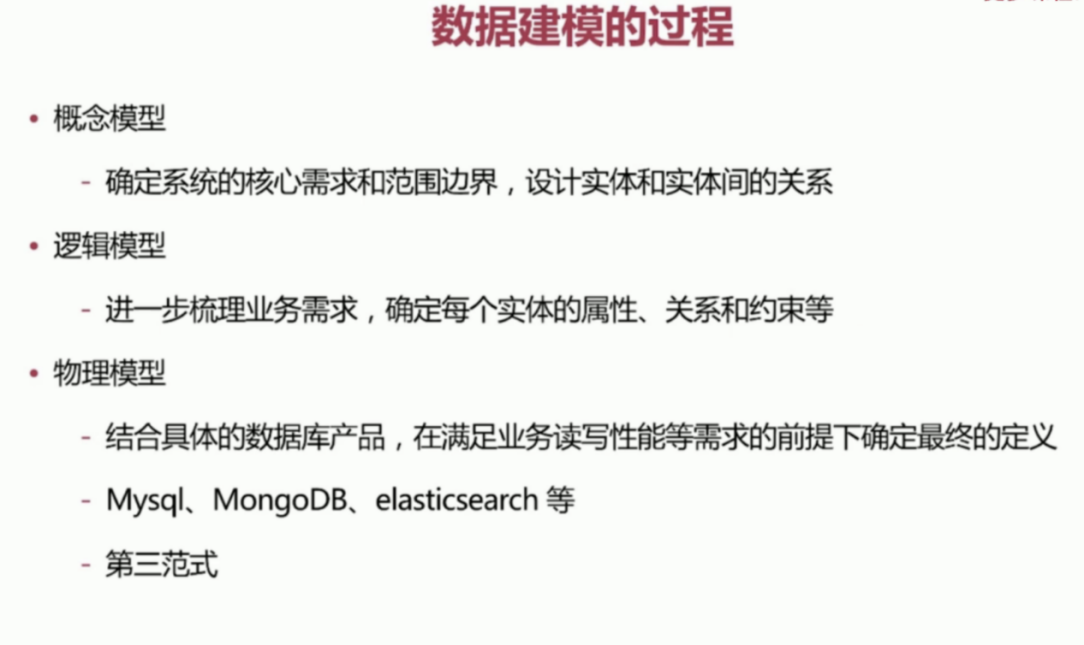 数据建模的过程
• 概念模型
- 确定系统的核心需求和范围边界，设计实体和实体间的关系
• 逻辑模型
- 进一步梳理业务需求，确定每个实体的属性、关系和约束等
• 物理模型
- 结合具体的数据库产品，在满足业务读写性能等需求的前提下确定最终的定义
- Mysql、MongoDB、elasticsearch 等
- 第三范式